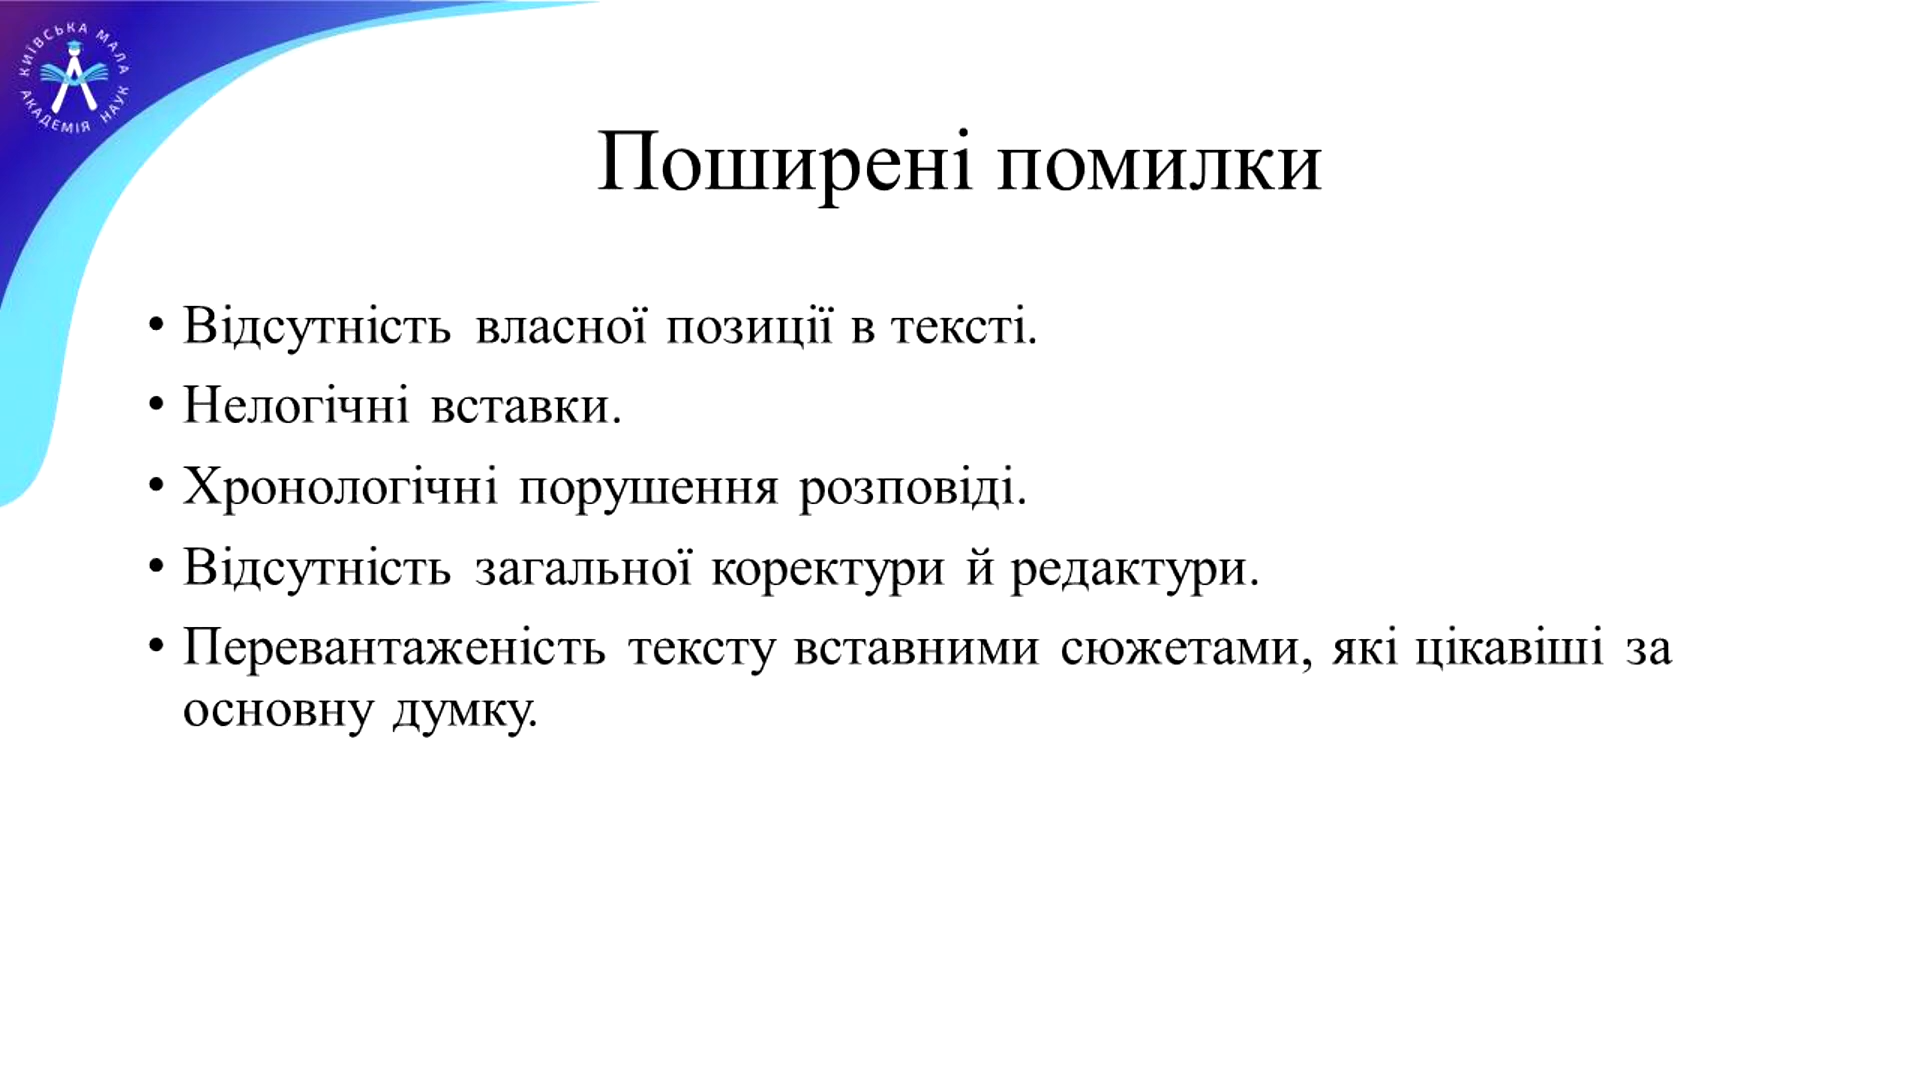 КИЇВСЬКА МАЛА
АКАДЕМІЯ НАУК
Поширені помилки
• Відсутність власної позиції в тексті.
• Нелогічні вставки.
• Хронологічні порушення розповіді.
• Відсутність загальної коректури й редактури.
• Перевантаженість тексту вставними сюжетами, які цікавіші за
основну думку.